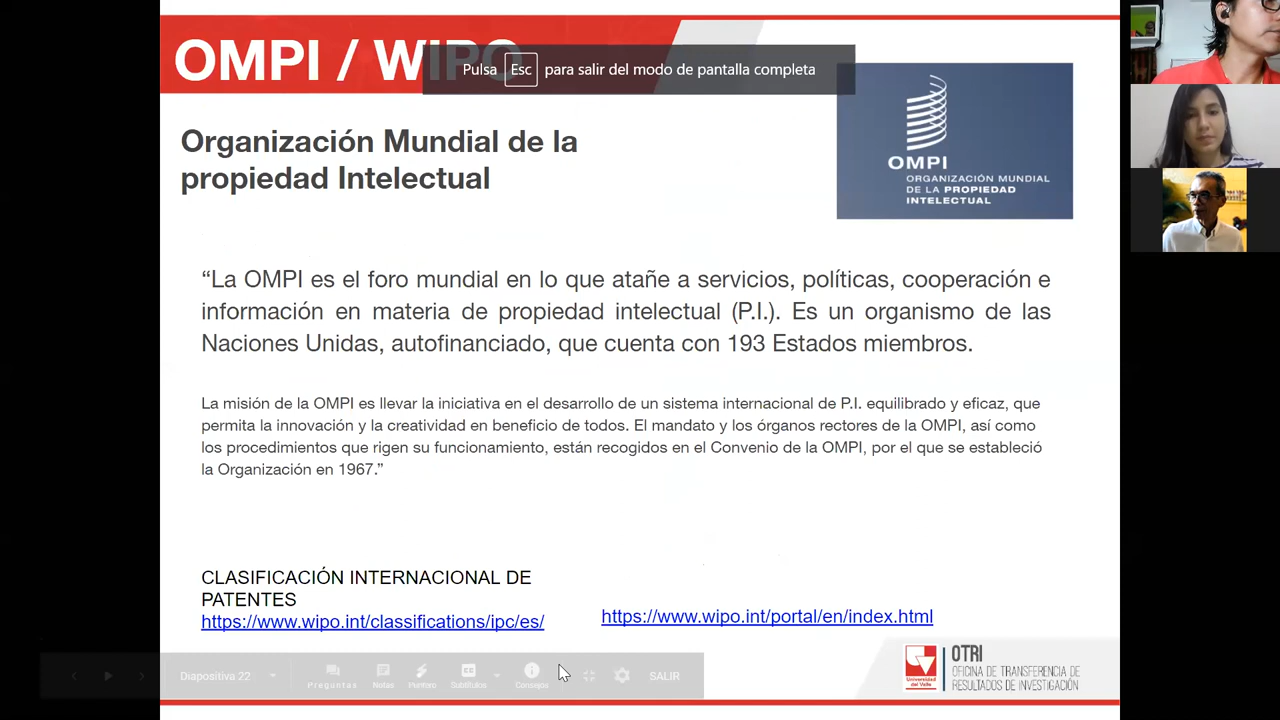 OMPI / WIPO
Pulsa Esc para salir del modo de pantalla completa
Organización Mundial de la
propiedad Intelectual
OMPI
ORGANIZACIÓN MUNDIAL
DE LA PROPIEDAD
INTELECTUAL
“La OMPI es el foro mundial en lo que atañe a servicios, políticas, cooperación e
información en materia de propiedad intelectual (P.I.). Es un organismo de las
Naciones Unidas, autofinanciado, que cuenta con 193 Estados miembros.
La misión de la OMPI es llevar la iniciativa en el desarrollo de un sistema internacional de P.I. equilibrado y eficaz, que
permita la innovación y la creatividad en beneficio de todos. El mandato y los órganos rectores de la OMPI, así como
los procedimientos que rigen su funcionamiento, están recogidos en el Convenio de la OMPI, por el que se estableció
la Organización en 1967.”
CLASIFICACIÓN INTERNACIONAL DE
PATENTES
https://www.wipo.int/classifications/ipc/es/
https://www.wipo.int/portal/en/index.html
Universidad
del Valle
OTRI
OFICINA DE TRANSFERENCIA DE
RESULTADOS DE INVESTIGACIÓN
Diapositiva 22
Preguntas
Notas
Puntero
CC
Subtítulos
Consejos
SALIR